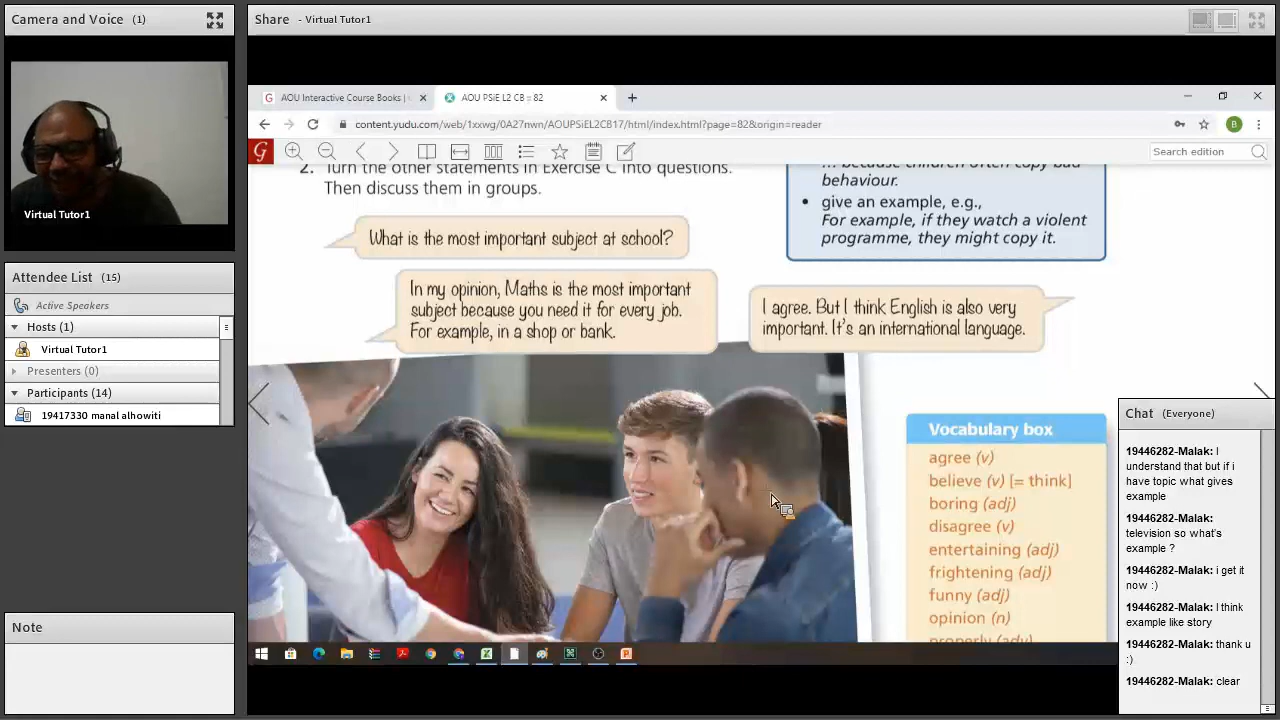 Camera and Voice (1)
Virtual Tutor1
Attendee List (15)
Active Speakers
Hosts (1)
Virtual Tutor1
Presenters (0)
Participants (14)
19417330 manal alhowiti
Note
Share - Virtual Tutor1
AOU Interactive Course Books |
AOU PSiE L2 CB = 82
content.yudu.com/web/1xxwg/0A27nwn/AOUPSiEL2CB17/html/index.html?page=82&origin=reader
B
g
Search edition
2. Turn the other statements in Exercise C into questions.
Then discuss them in groups.
What is the most important subject at school?
In my opinion, Maths is the most important
subject because you need it for every job.
For example, in a shop or bank.
... because children often copy bad
behaviour.
• give an example, e.g.,
For example, if they watch a violent
programme, they might copy it.
I agree. But I think English is also very
important. It's an international language.
Vocabulary box
agree (v)
believe (v) [= think]
boring (adj)
disagree (v)
entertaining (adj)
frightening (adj)
funny (adj)
opinion (n)
properly (adv)
Chat (Everyone)
19446282-Malak: I
understand that but if i
have topic what gives
example
19446282-Malak:
television so what's
example ?
19446282-Malak: i get it
now :)
19446282-Malak: I think
example like story
19446282-Malak: thank u
:)
19446282-Malak: clear